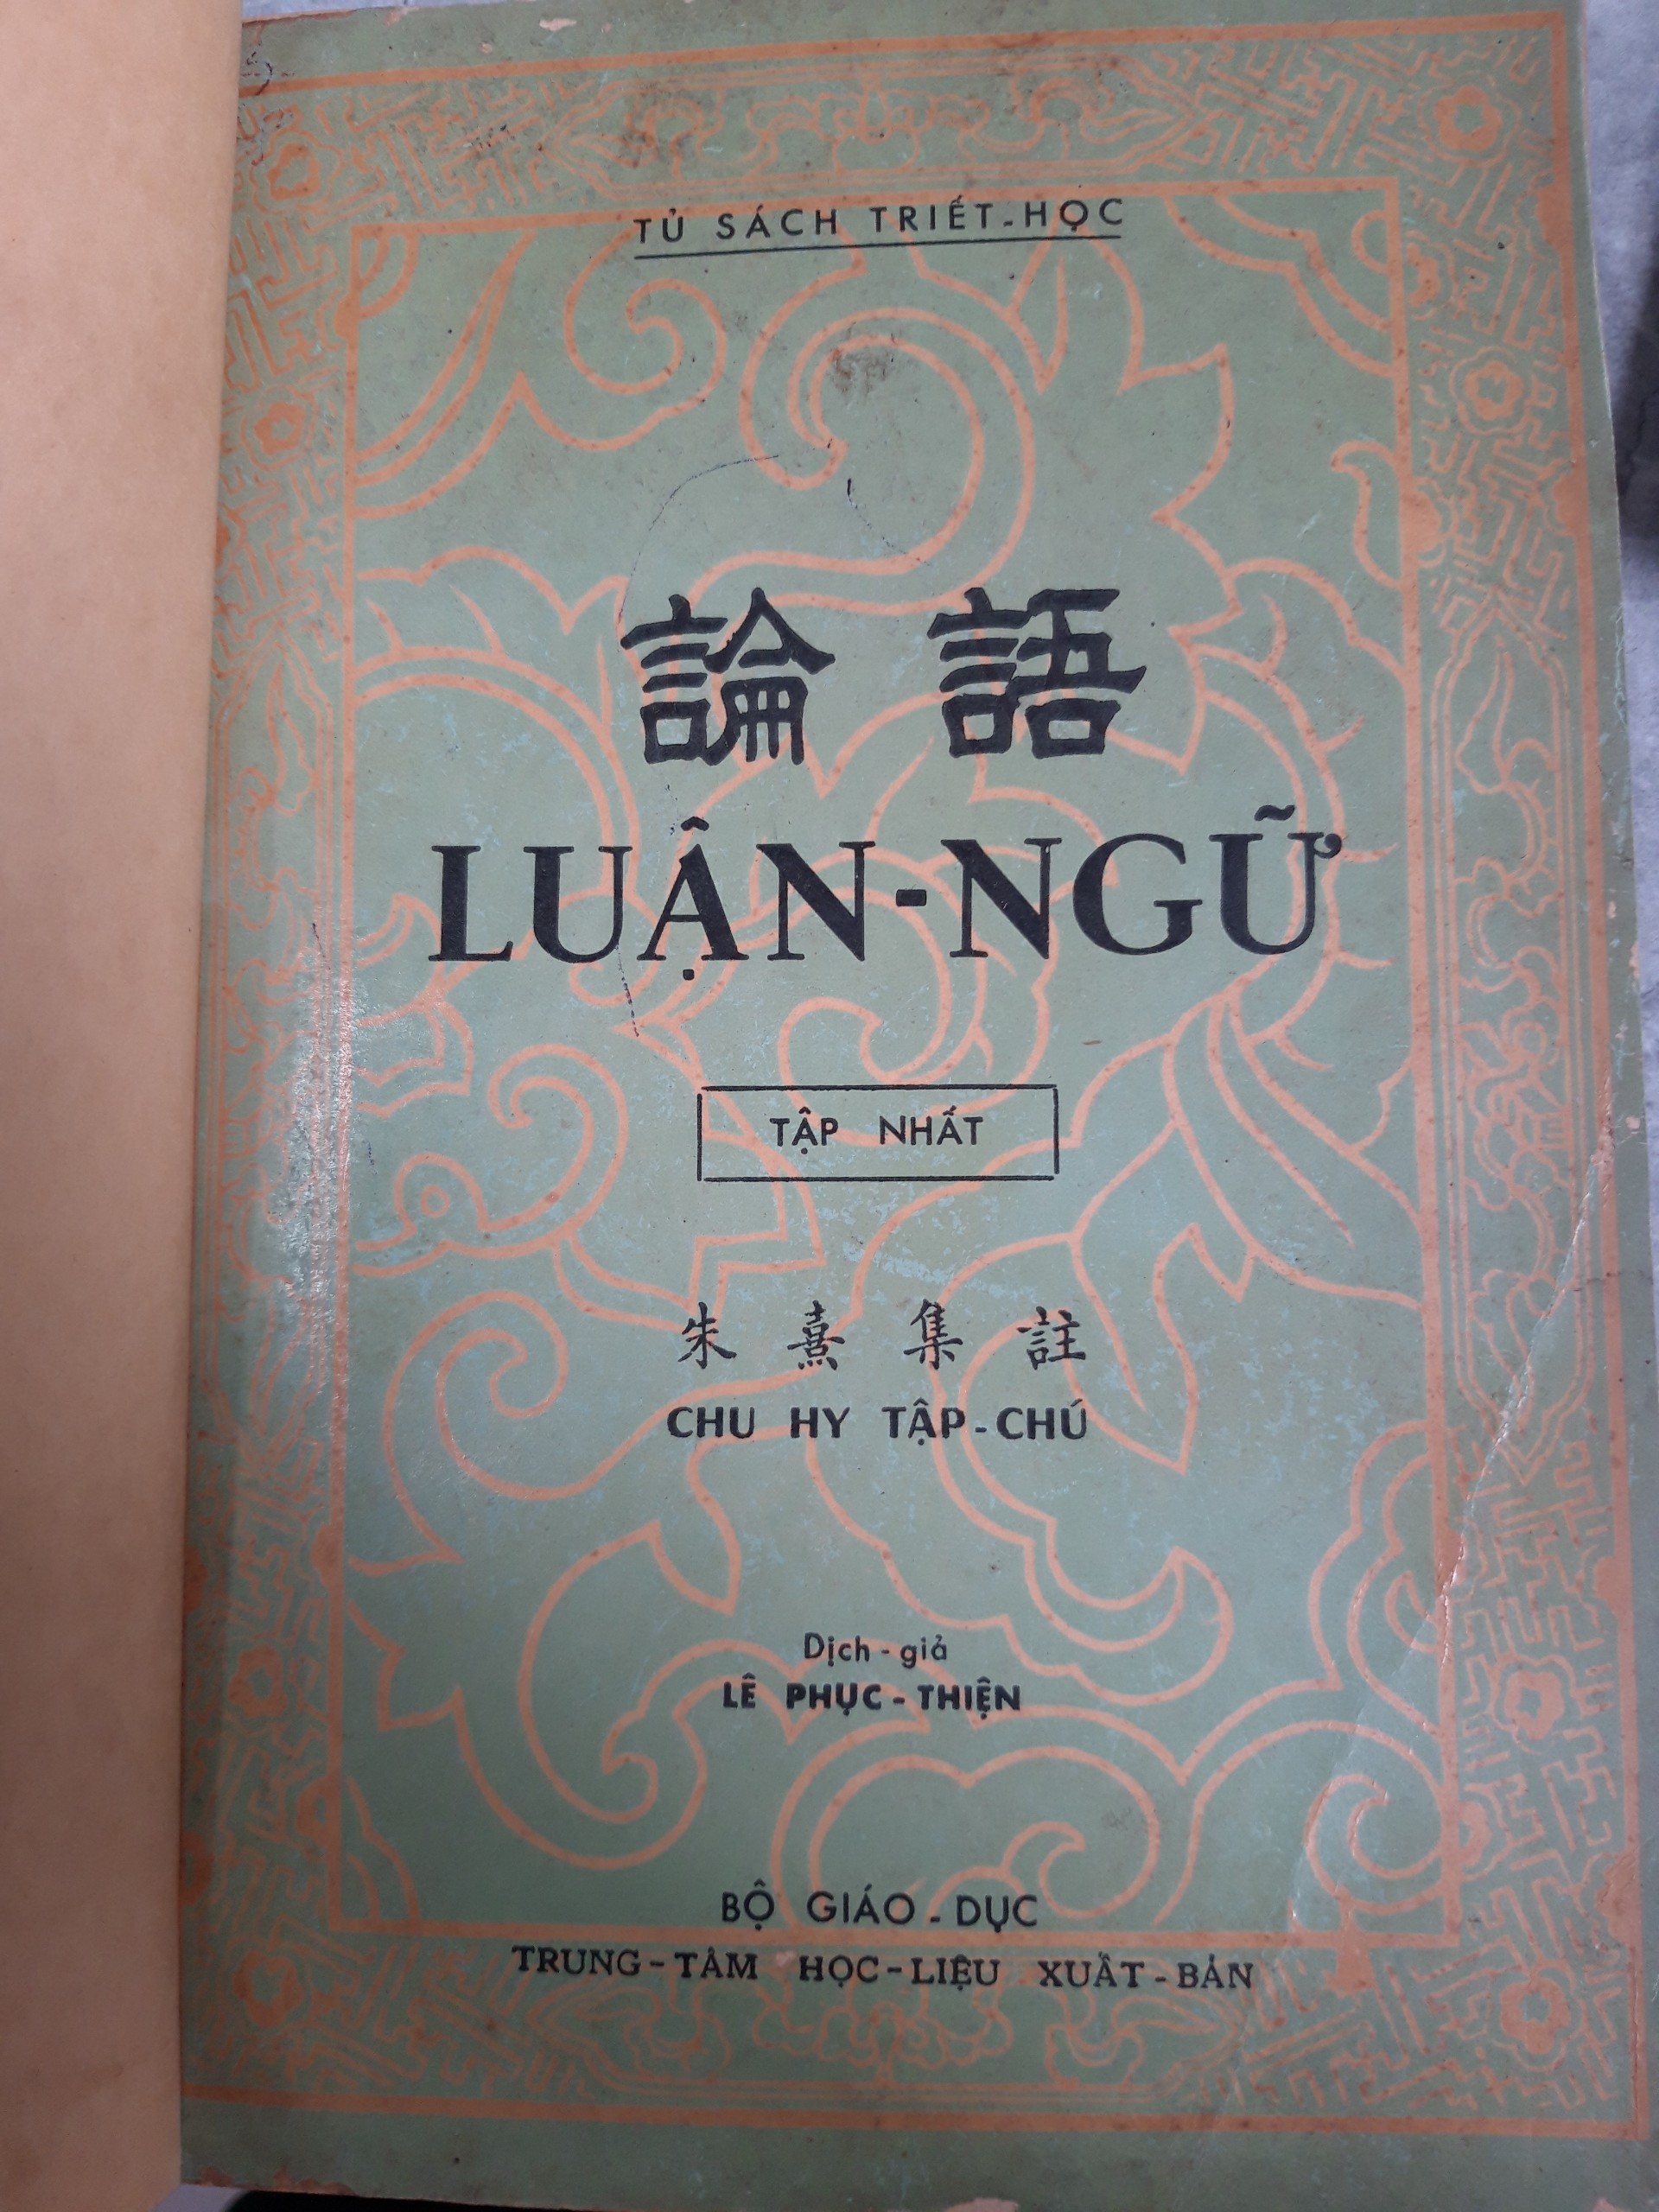 TỦ SÁCH TRIẾT-HỌC
論 語
LUẬN-NGỮ
TẬP NHẤT
朱 熹 集 註
CHU HY TẬP-CHÚ
Dịch-giả
LÊ PHỤC-THIỆN
BỘ GIÁO-DỤC
TRUNG-TÂM HỌC-LIỆU XUẤT-BẢN